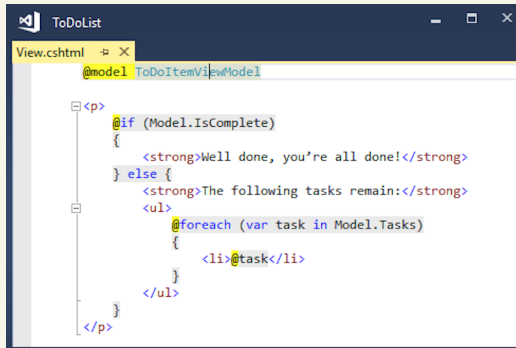 ToDoList
View.cshtml
@model ToDoItemViewModel
<p>
@if (Model.IsComplete)
{
<strong>Well done, you’re all done!</strong>
} else {
<strong>The following tasks remain:</strong>
<ul>
@foreach (var task in Model.Tasks)
{
<li>@task</li>
}
</ul>
}
</p>